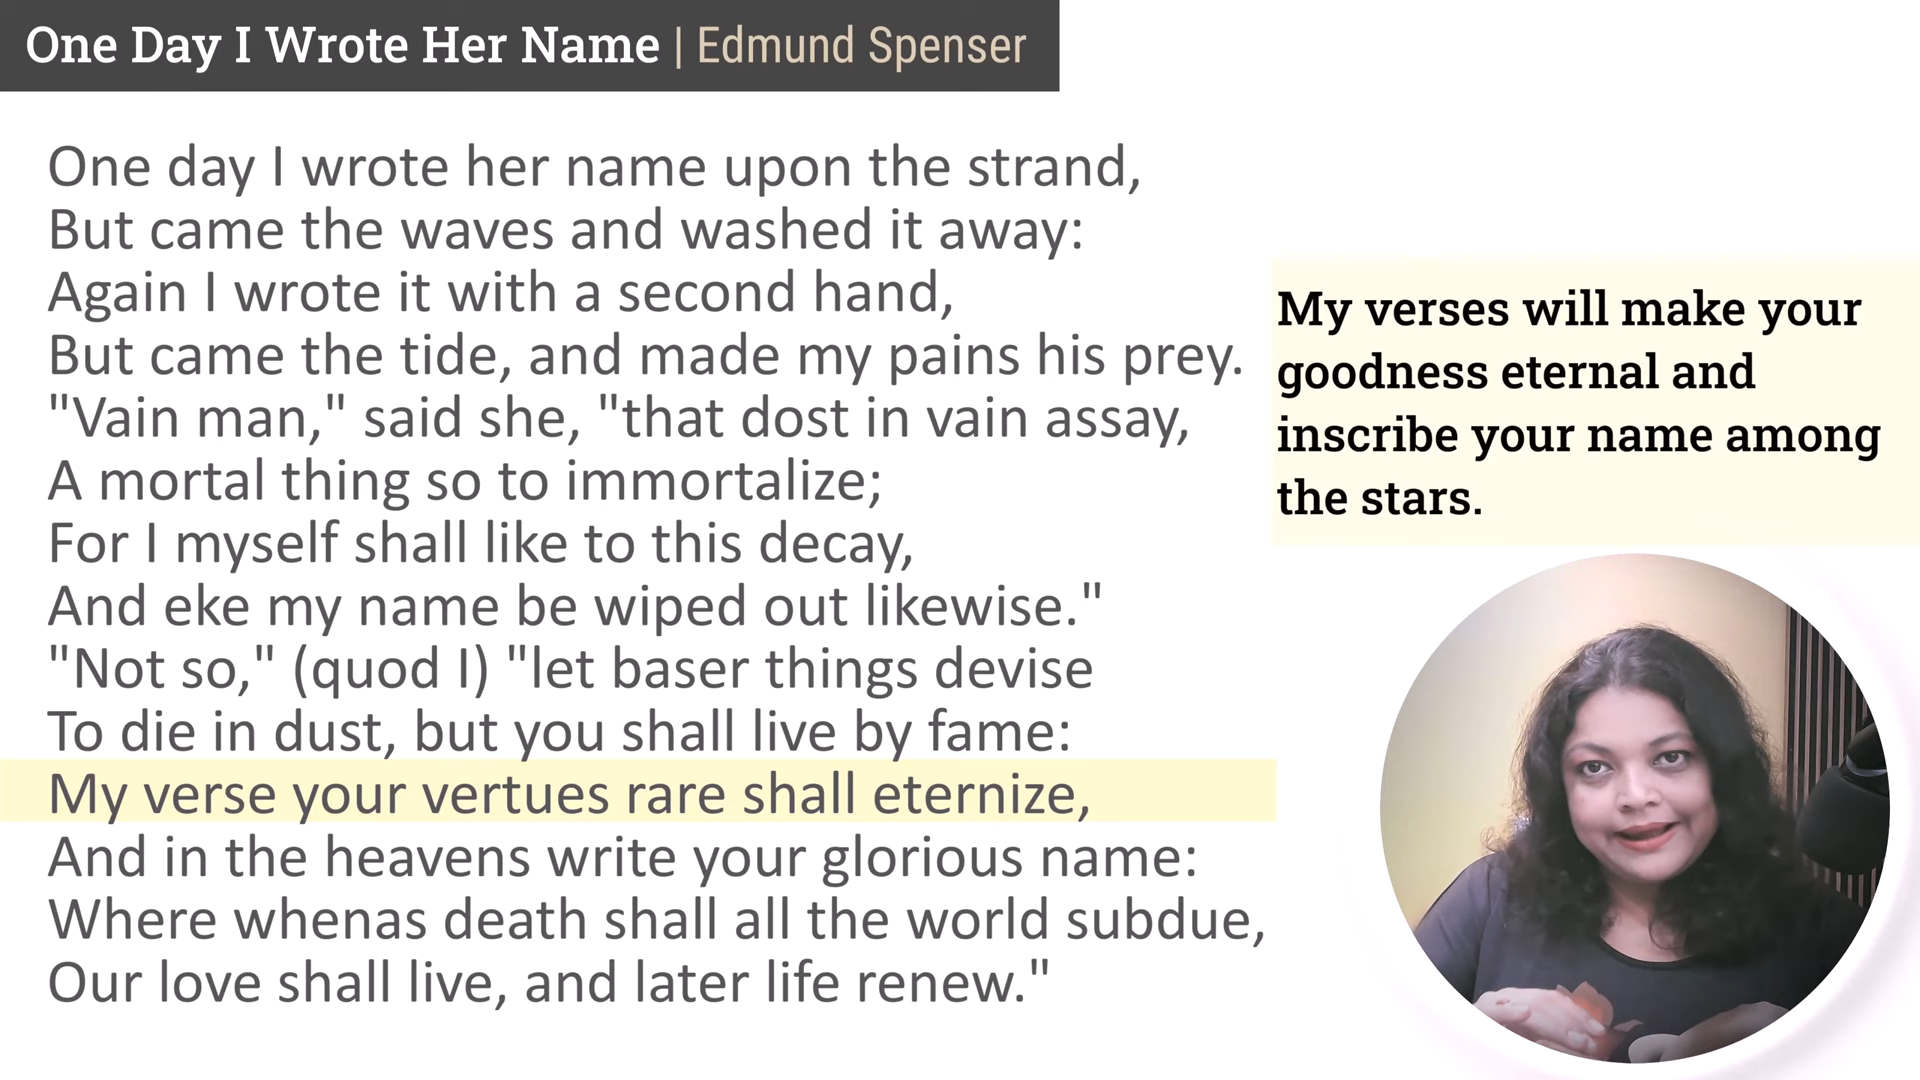 One Day I Wrote Her Name | Edmund Spenser
One day I wrote her name upon the strand,
But came the waves and washed it away:
Again I wrote it with a second hand,
But came the tide, and made my pains his prey.
"Vain man," said she, "that dost in vain assay,
A mortal thing so to immortalize;
For I myself shall like to this decay,
And eke my name be wiped out likewise."
"Not so," (quod I) "let baser things devise
To die in dust, but you shall live by fame:
My verse your vertues rare shall eternize,
And in the heavens write your glorious name:
Where whenas death shall all the world subdue,
Our love shall live, and later life renew."
My verses will make your
goodness eternal and
inscribe your name among
the stars.